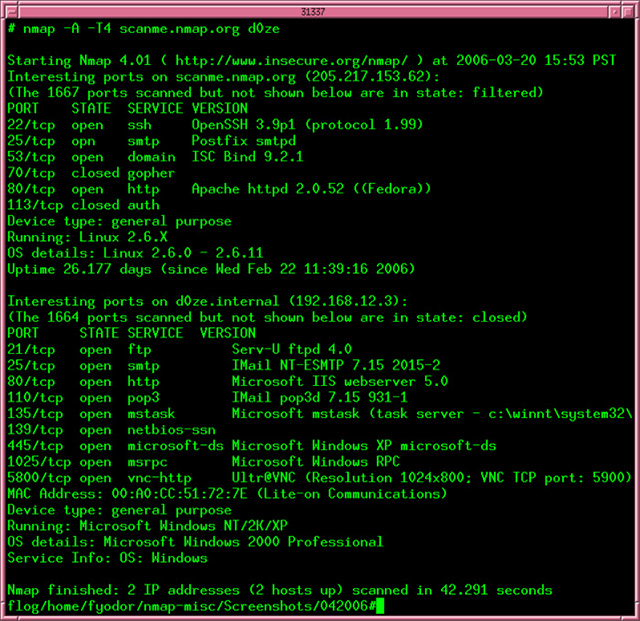 31337
# nmap -A -T4 scanme.nmap.org d0ze
Starting Nmap 4.01 ( http://www.insecure.org/nmap/ ) at 2006-03-20 15:53 PST
Interesting ports on scanme.nmap.org (205.217.153.62):
(The 1667 ports scanned but not shown below are in state: filtered)
PORT STATE SERVICE VERSION
22/tcp open ssh OpenSSH 3.9p1 (protocol 1.99)
25/tcp opn smtp Postfix smtpd
53/tcp open domain ISC Bind 9.2.1
70/tcp closed gopher
80/tcp open http Apache httpd 2.0.52 ((Fedora))
113/tcp closed auth
Device type: general purpose
Running: Linux 2.6.X
OS details: Linux 2.6.0 - 2.6.11
Uptime 26.177 days (since Wed Feb 22 11:39:16 2006)
Interesting ports on d0ze.internal (192.168.12.3):
(The 1664 ports scanned but not shown below are in state: closed)
PORT STATE SERVICE VERSION
21/tcp open ftp Serv-U ftpd 4.0
25/tcp open smtp IMail NT-ESMTP 7.15 2015-2
80/tcp open http Microsoft IIS webserver 5.0
110/tcp open pop3 IMail pop3d 7.15 931-1
135/tcp open mstask Microsoft mstask (task server - c:\winnt\system32\
139/tcp open netbios-ssn
445/tcp open microsoft-ds Microsoft Windows XP microsoft-ds
1025/tcp open msrpc Microsoft Windows RPC
5800/tcp open vnc-http Ultr@VNC (Resolution 1024x800; VNC TCP port: 5900)
MAC Address: 00:A0:CC:51:72:7E (Lite-on Communications)
Device type: general purpose
Running: Microsoft Windows NT/2K/XP
OS details: Microsoft Windows 2000 Professional
Service Info: OS: Windows
Nmap finished: 2 IP addresses (2 hosts up) scanned in 42.291 seconds
flog/home/fyodor/nmap-misc/Screenshots/042006#